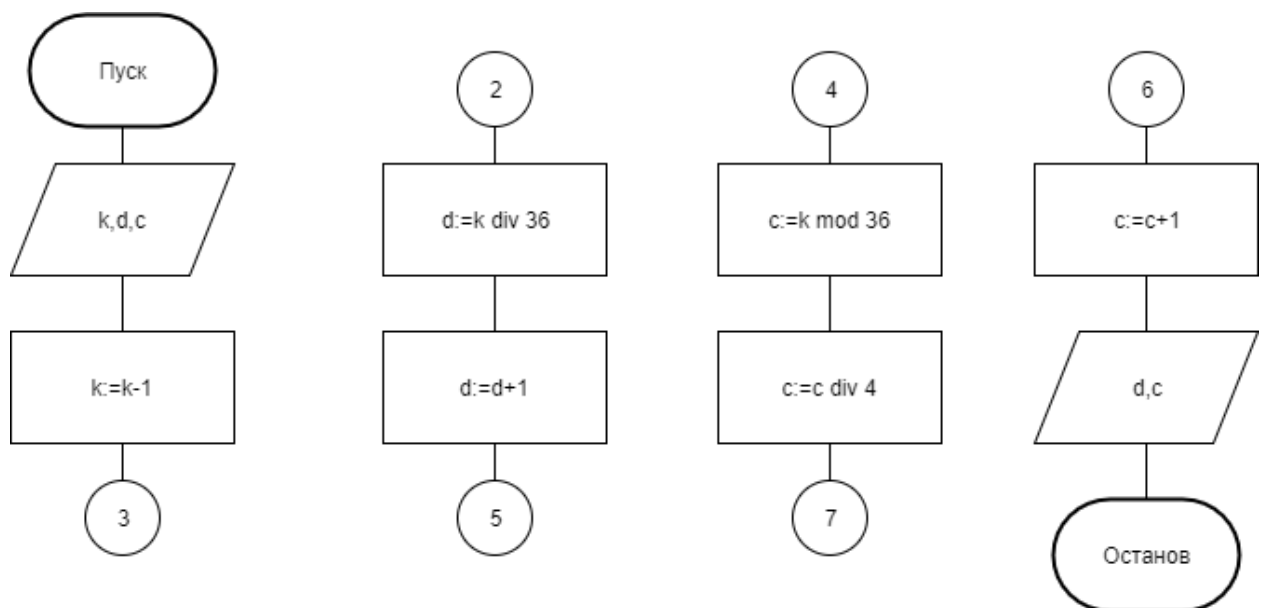 Пуск
k,d,c
k:=k-1
3
2
d:=k div 36
d:=d+1
5
4
c:=k mod 36
c:=c div 4
7
6
c:=c+1
d,c
Останов